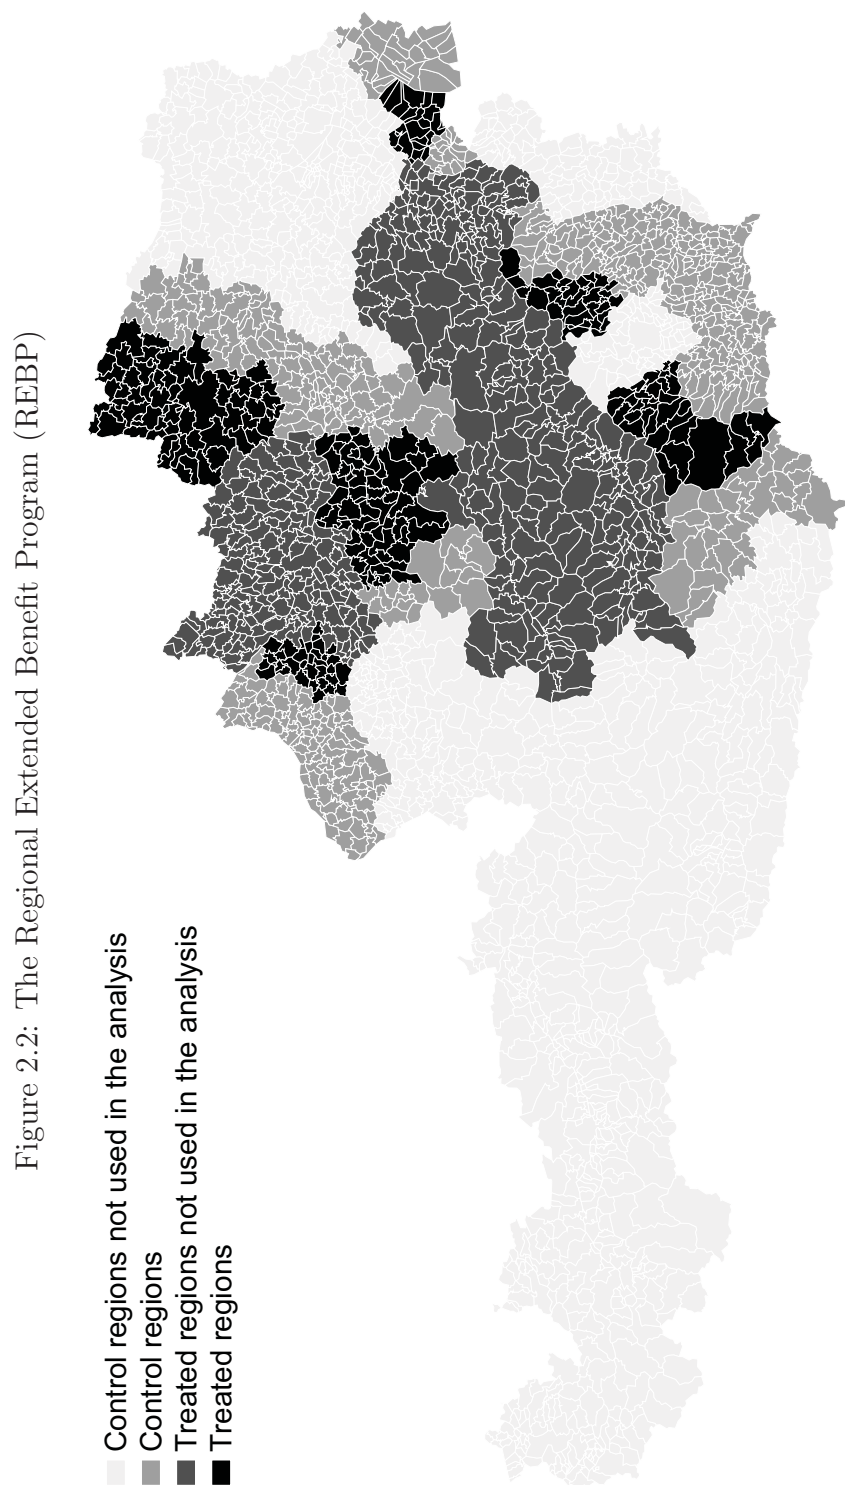 Figure 2.2: The Regional Extended Benefit Program (REBP)
Control regions not used in the analysis
Control regions
Treated regions not used in the analysis
Treated regions